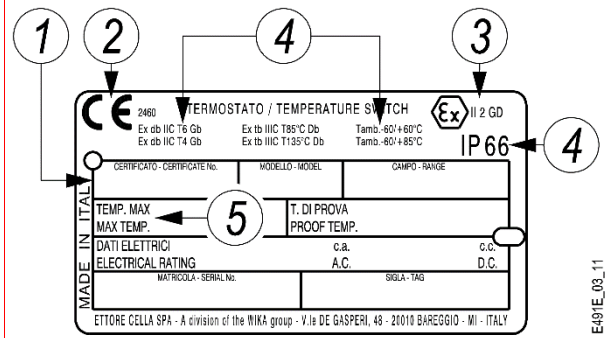 1 2 4 3
CE 2460 TERMOSTATO / TEMPERATURE SWITCH Ex II 2 GD
Ex db IIC T6 Gb Ex tb IIIC T85°C Db Tamb.-60/+60°C
Ex db IIC T4 Gb Ex tb IIIC T135°C Db Tamb.-60/+85°C
IP66 4
CERTIFICATO - CERTIFICATE No. MODELLO - MODEL CAMPO - RANGE
TEMP. MAX T. DI PROVA
MAX TEMP. 5 PROOF TEMP.
DATI ELETTRICI c.a. c.c.
ELECTRICAL RATING A.C. D.C.
MATRICOLA - SERIAL No. SIGLA - TAG
MADE IN ITALY
ETTORE CELLA SPA - A division of the WIKA group - V.le DE GASPERI, 48 - 20010 BAREGGIO - MI - ITALY
E491E_03_11